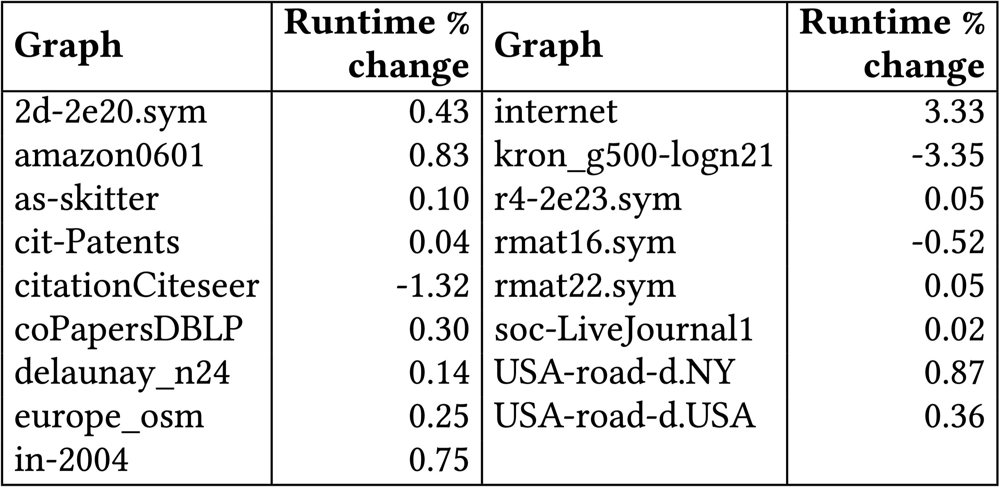 Graph Runtime % change Graph Runtime % change
2d-2e20.sym 0.43 internet 3.33
amazon0601 0.83 kron_g500-logn21 -3.35
as-skitter 0.10 r4-2e23.sym 0.05
cit-Patents 0.04 rmat16.sym -0.52
citationCiteseer -1.32 rmat22.sym 0.05
coPapersDBLP 0.30 soc-LiveJournal1 0.02
delaunay_n24 0.14 USA-road-d.NY 0.87
europe_osm 0.25 USA-road-d.USA 0.36
in-2004 0.75